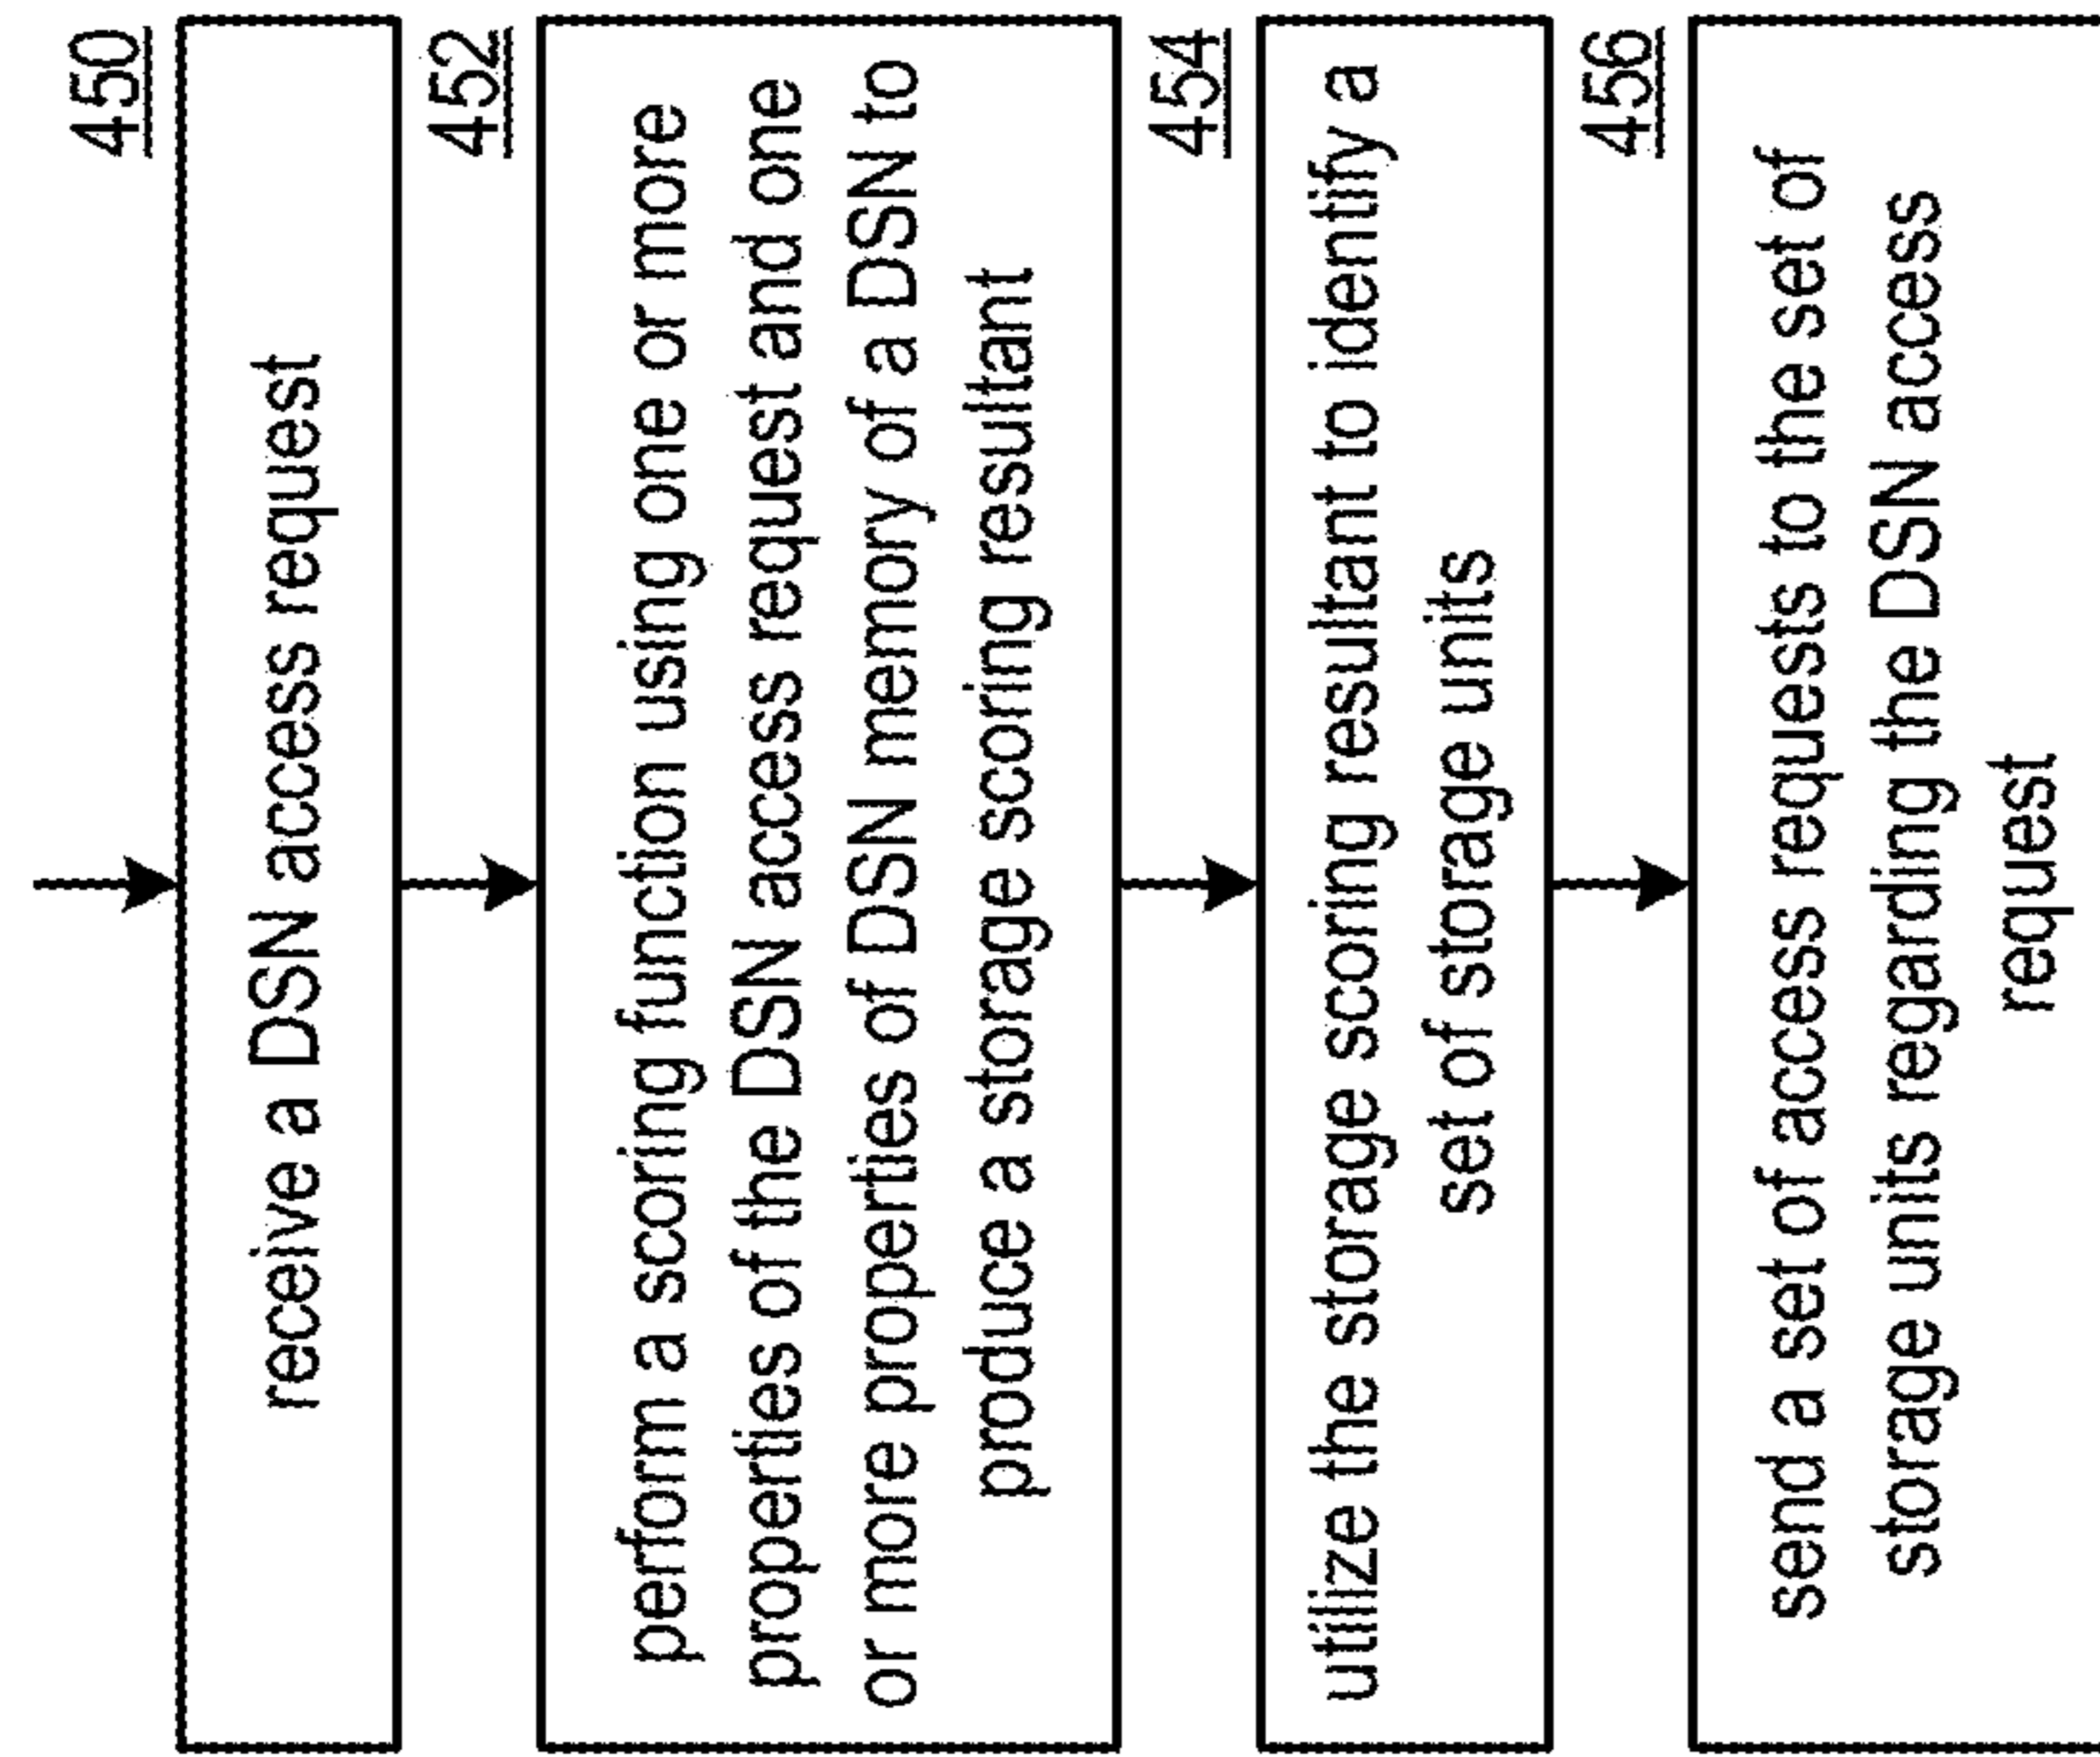 450
receive a DSN access request
452
perform a scoring function using one or more
properties of the DSN access request and one
or more properties of DSN memory of a DSN to
produce a storage scoring resultant
454
utilize the storage scoring resultant to identify a
set of storage units
456
send a set of access requests to the set of
storage units regarding the DSN access
request